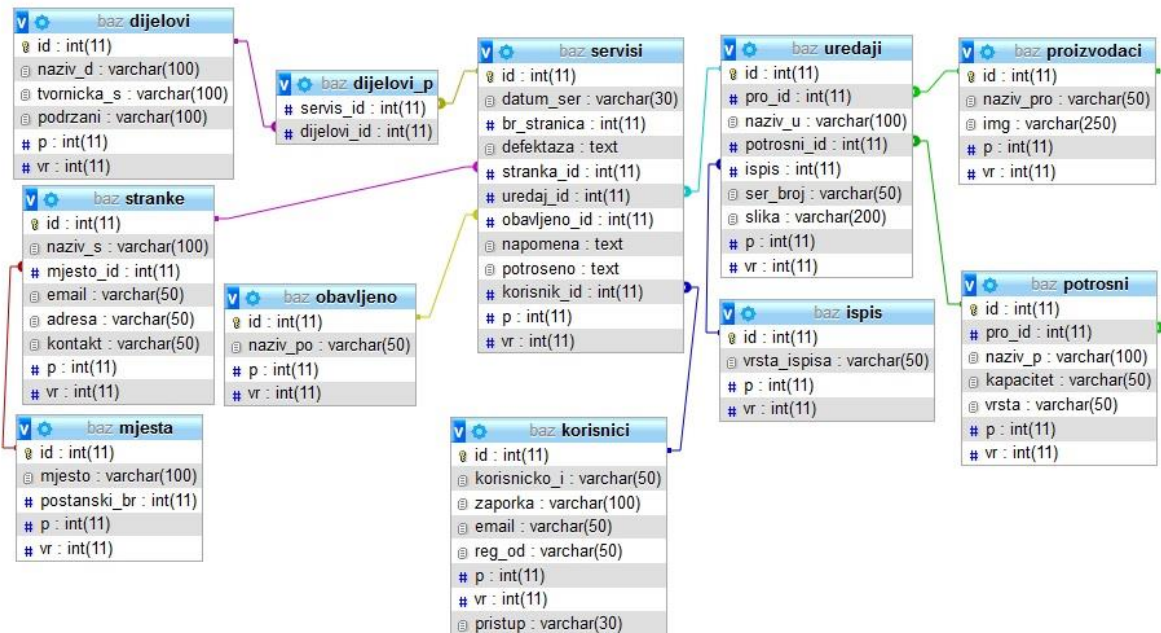 baz dijelovi
id : int(11)
naziv_d : varchar(100)
tvornicka_s : varchar(100)
podrzani : varchar(100)
# p : int(11)
# vr : int(11)
baz dijelovi_p
# servis_id : int(11)
# dijelovi_id : int(11)
baz stranke
id : int(11)
naziv_s : varchar(100)
# mjesto_id : int(11)
email : varchar(50)
adresa : varchar(50)
kontakt : varchar(50)
# p : int(11)
# vr : int(11)
baz obavljeno
id : int(11)
naziv_po : varchar(50)
# p : int(11)
# vr : int(11)
baz mjesta
id : int(11)
mjesto : varchar(100)
# postanski_br : int(11)
# p : int(11)
# vr : int(11)
baz servisi
id : int(11)
datum_ser : varchar(30)
# br_stranica : int(11)
defektaza : text
# stranka_id : int(11)
# uredaj_id : int(11)
# obavljeno_id : int(11)
napomena : text
potroseno : text
# korisnik_id : int(11)
# p : int(11)
# vr : int(11)
baz korisnici
id : int(11)
korisnicko_i : varchar(50)
zaporka : varchar(100)
email : varchar(50)
reg_od : varchar(50)
# p : int(11)
# vr : int(11)
pristup : varchar(30)
baz uredaji
id : int(11)
# pro_id : int(11)
naziv_u : varchar(100)
# potrosni_id : int(11)
# ispis : int(11)
ser_broj : varchar(50)
slika : varchar(200)
# p : int(11)
# vr : int(11)
baz ispis
id : int(11)
vrsta_ispisa : varchar(50)
# p : int(11)
# vr : int(11)
baz proizvodaci
id : int(11)
naziv_pro : varchar(50)
img : varchar(250)
# p : int(11)
# vr : int(11)
baz potrosni
id : int(11)
# pro_id : int(11)
naziv_p : varchar(100)
kapacitet : varchar(50)
vrsta : varchar(50)
# p : int(11)
# vr : int(11)